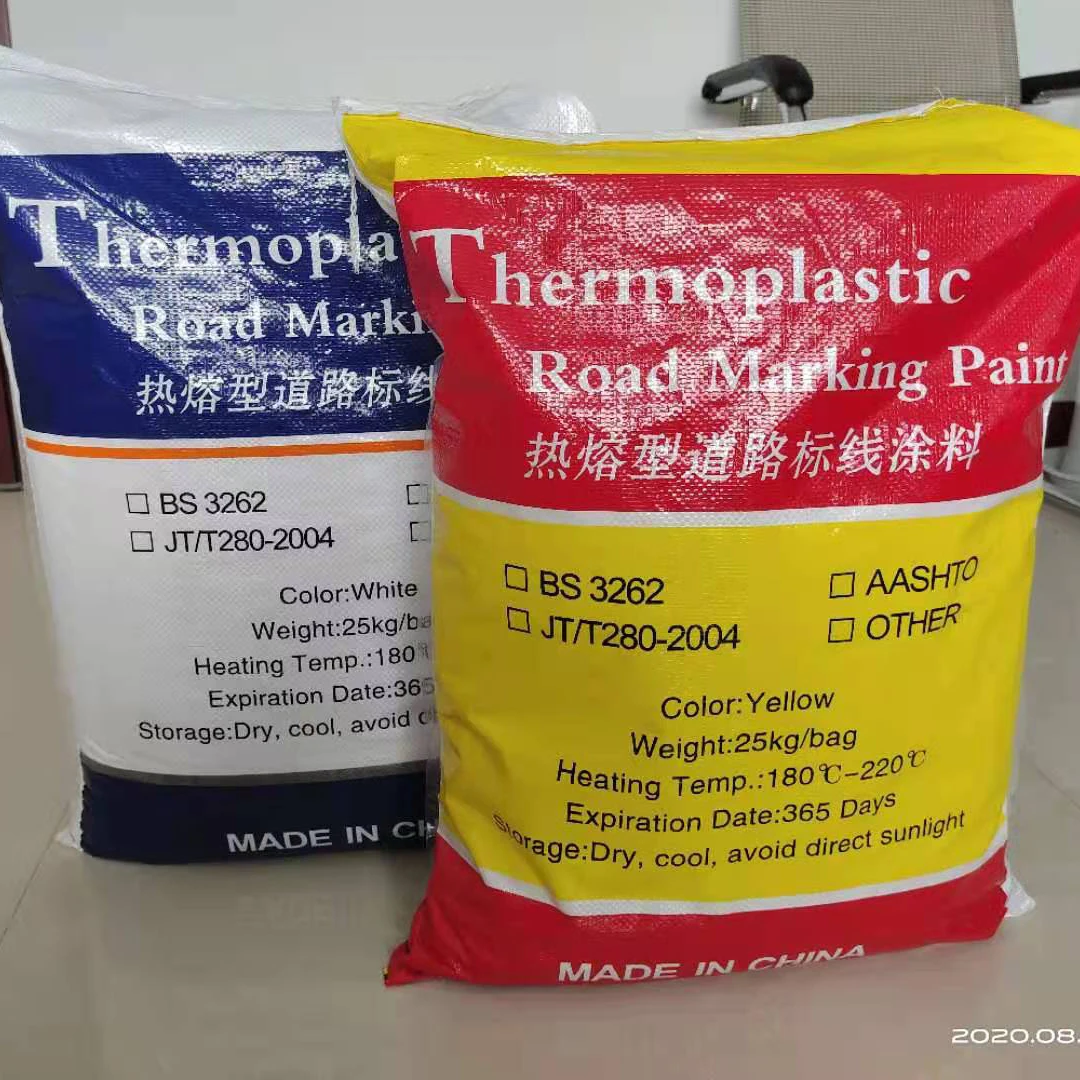 Thermopla
Road Marki
热熔型道路标线
BS 3262
JT/T280-2004
Color:White
Weight:25kg/ba
Heating Temp.:180
Expiration Date:365
Storage:Dry, cool, avoid
MADE IN CH
Thermoplastic
Road Marking Paint
热熔型道路标线涂料
BS 3262
AASHTO
JT/T280-2004
OTHER
Color:Yellow
Weight:25kg/bag
Heating Temp.:180℃-220℃
Expiration Date:365 Days
Storage:Dry, cool, avoid direct sunlight
MADE IN CHINA
2020.08.